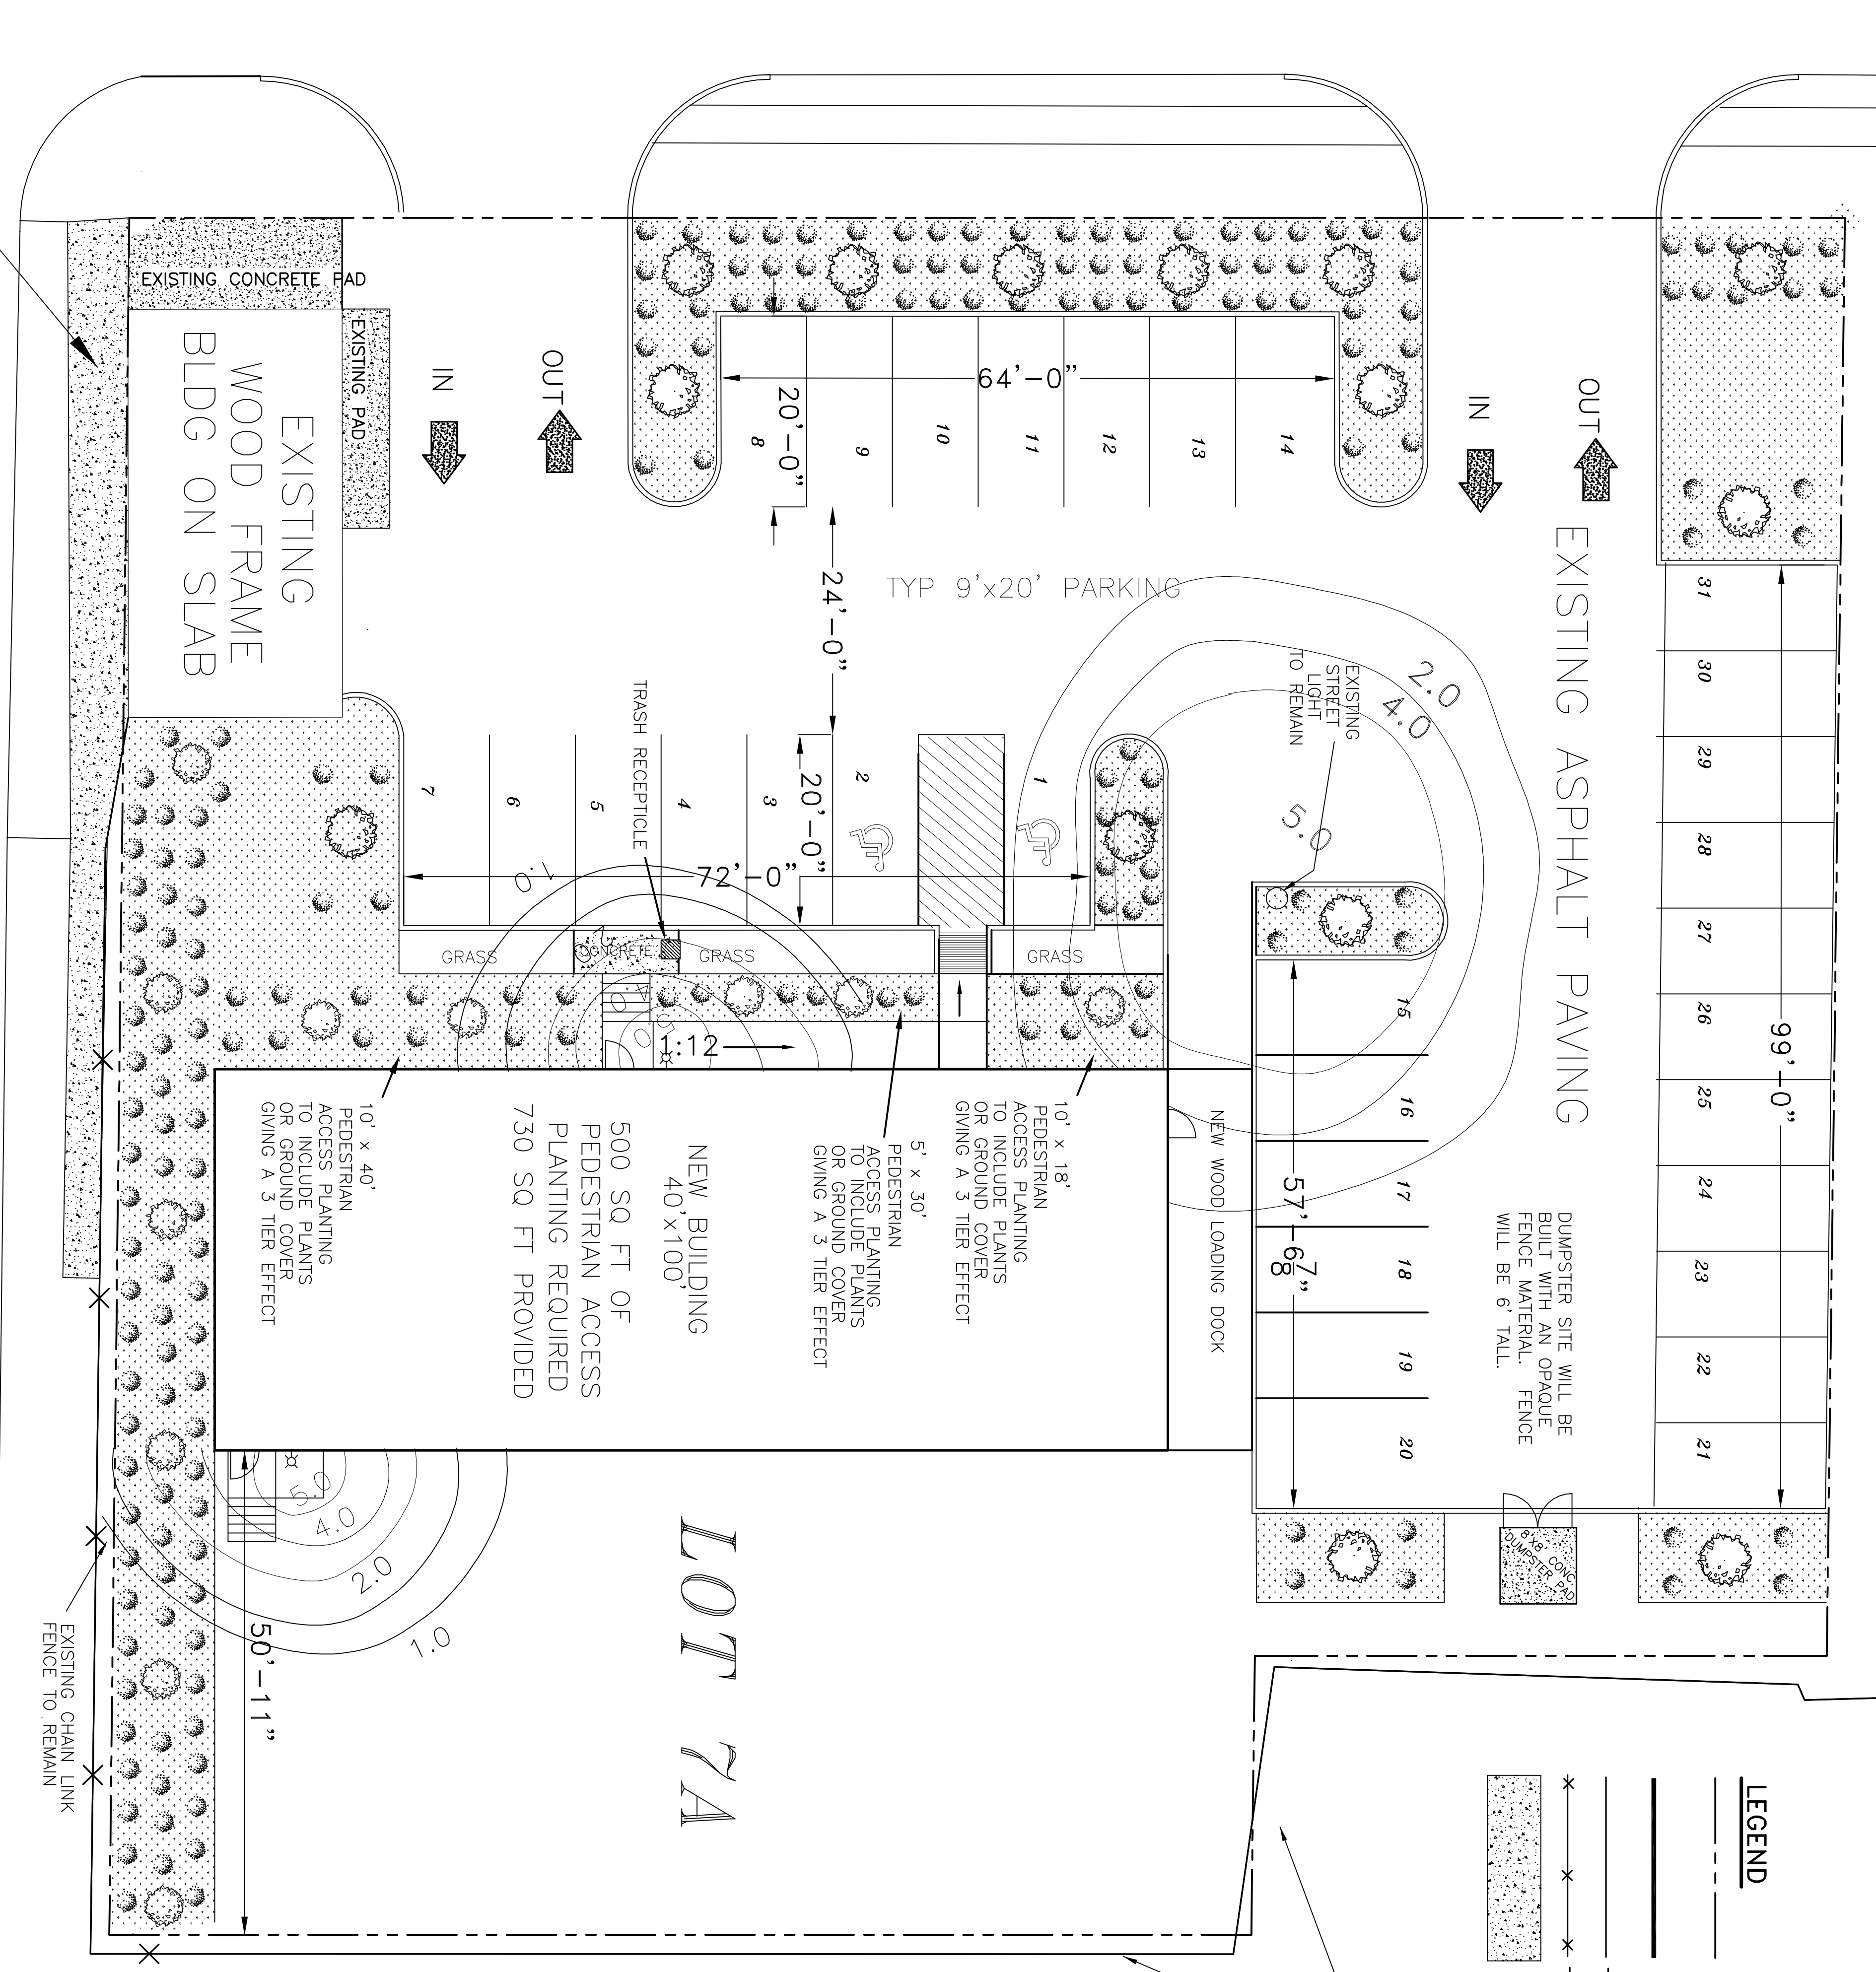 EXISTING CONCRETE PAD
EXISTING PAD
EXISTING
WOOD FRAME
BLDG ON SLAB
IN
OUT
64'-0"
20'-0"
8
9
10
11
12
13
14
IN
OUT
TYP 9'x20' PARKING
24'-0"
EXISTING ASPHALT PAVING
EXISTING
STREET
LIGHT
TO REMAIN
2.0
4.0
5.0
31
30
29
28
27
26
25
24
23
22
21
99'-0"
TRASH RECEPTICLE
7
6
5
4
3
2
1
20'-0"
72'-0"
1.0
GRASS
CONCRETE
GRASS
GRASS
1:12
15
16
17
18
19
20
57'-6 7/8"
10' x 40'
PEDESTRIAN
ACCESS PLANTING
TO INCLUDE PLANTS
OR GROUND COVER
GIVING A 3 TIER EFFECT
500 SQ FT OF
PEDESTRIAN ACCESS
PLANTING REQUIRED
730 SQ FT PROVIDED
NEW BUILDING
40'x100'
5' x 30'
PEDESTRIAN
ACCESS PLANTING
TO INCLUDE PLANTS
OR GROUND COVER
GIVING A 3 TIER EFFECT
10' x 18'
PEDESTRIAN
ACCESS PLANTING
TO INCLUDE PLANTS
OR GROUND COVER
GIVING A 3 TIER EFFECT
NEW WOOD LOADING DOCK
DUMPSTER SITE WILL BE
BUILT WITH AN OPAQUE
FENCE MATERIAL. FENCE
WILL BE 6' TALL.
8'X8' CONC.
DUMPSTER PAD
5.0
4.0
2.0
1.0
50'-11"
LOT 7A
EXISTING CHAIN LINK
FENCE TO REMAIN
LEGEND